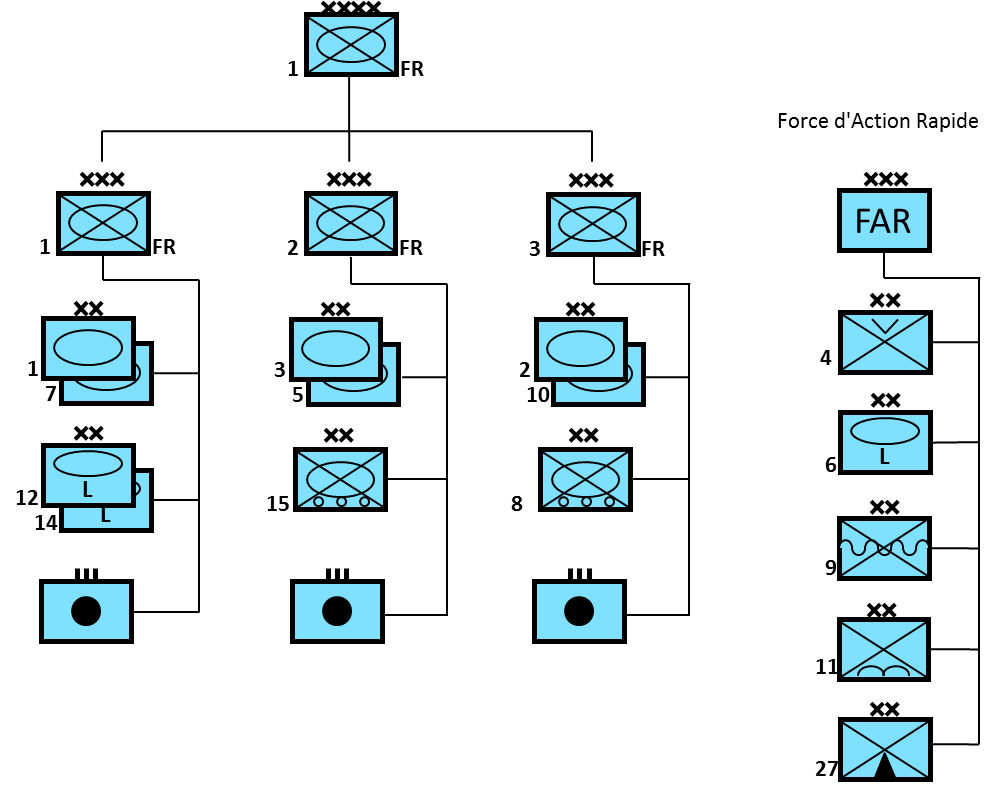 XXXX
1 FR
Force d'Action Rapide
XXX XXX XXX XXX
1 FR 2 FR 3 FR FAR
XX XX XX XX
1 3 2 4
7 5 10
XX XX XX XX
12 L 15 8 6 L
14 L
XX
9
III III III
XX
11
XX
27